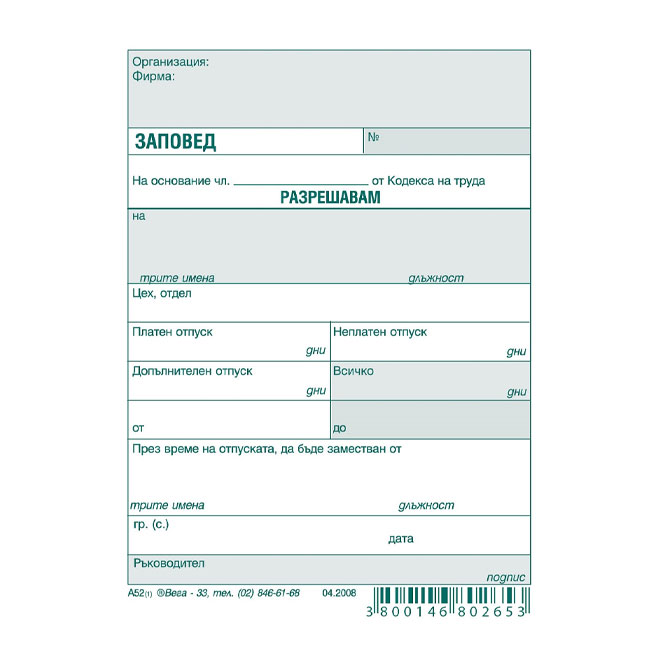 Организация:
Фирма:
ЗАПОВЕД №
На основание чл. ____________ от Кодекса на труда
РАЗРЕШАВАМ
на
трите имена длъжност
Цех, отдел
Платен отпуск Неплатен отпуск
дни дни
Допълнителен отпуск Всичко
дни дни
от до
През време на отпуската, да бъде заместван от
трите имена длъжност
гр. (с.)
дата
Ръководител
подпис
А52(1) ®Вега - 33, тел. (02) 846-61-68 04.2008
3 800146 802653